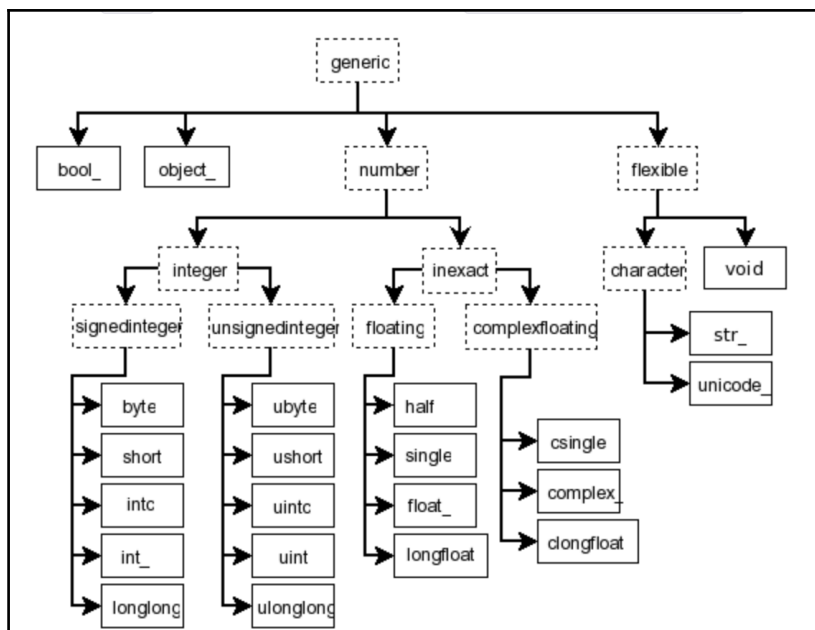 generic
bool_
object_
number
flexible
integer
inexact
character
void
signedinteger
unsignedinteger
floating
complexfloating
str_
unicode_
byte
ubyte
half
csingle
short
ushort
single
complex_
intc
uintc
float_
clongfloat
int_
uint
longfloat
longlong
ulonglong